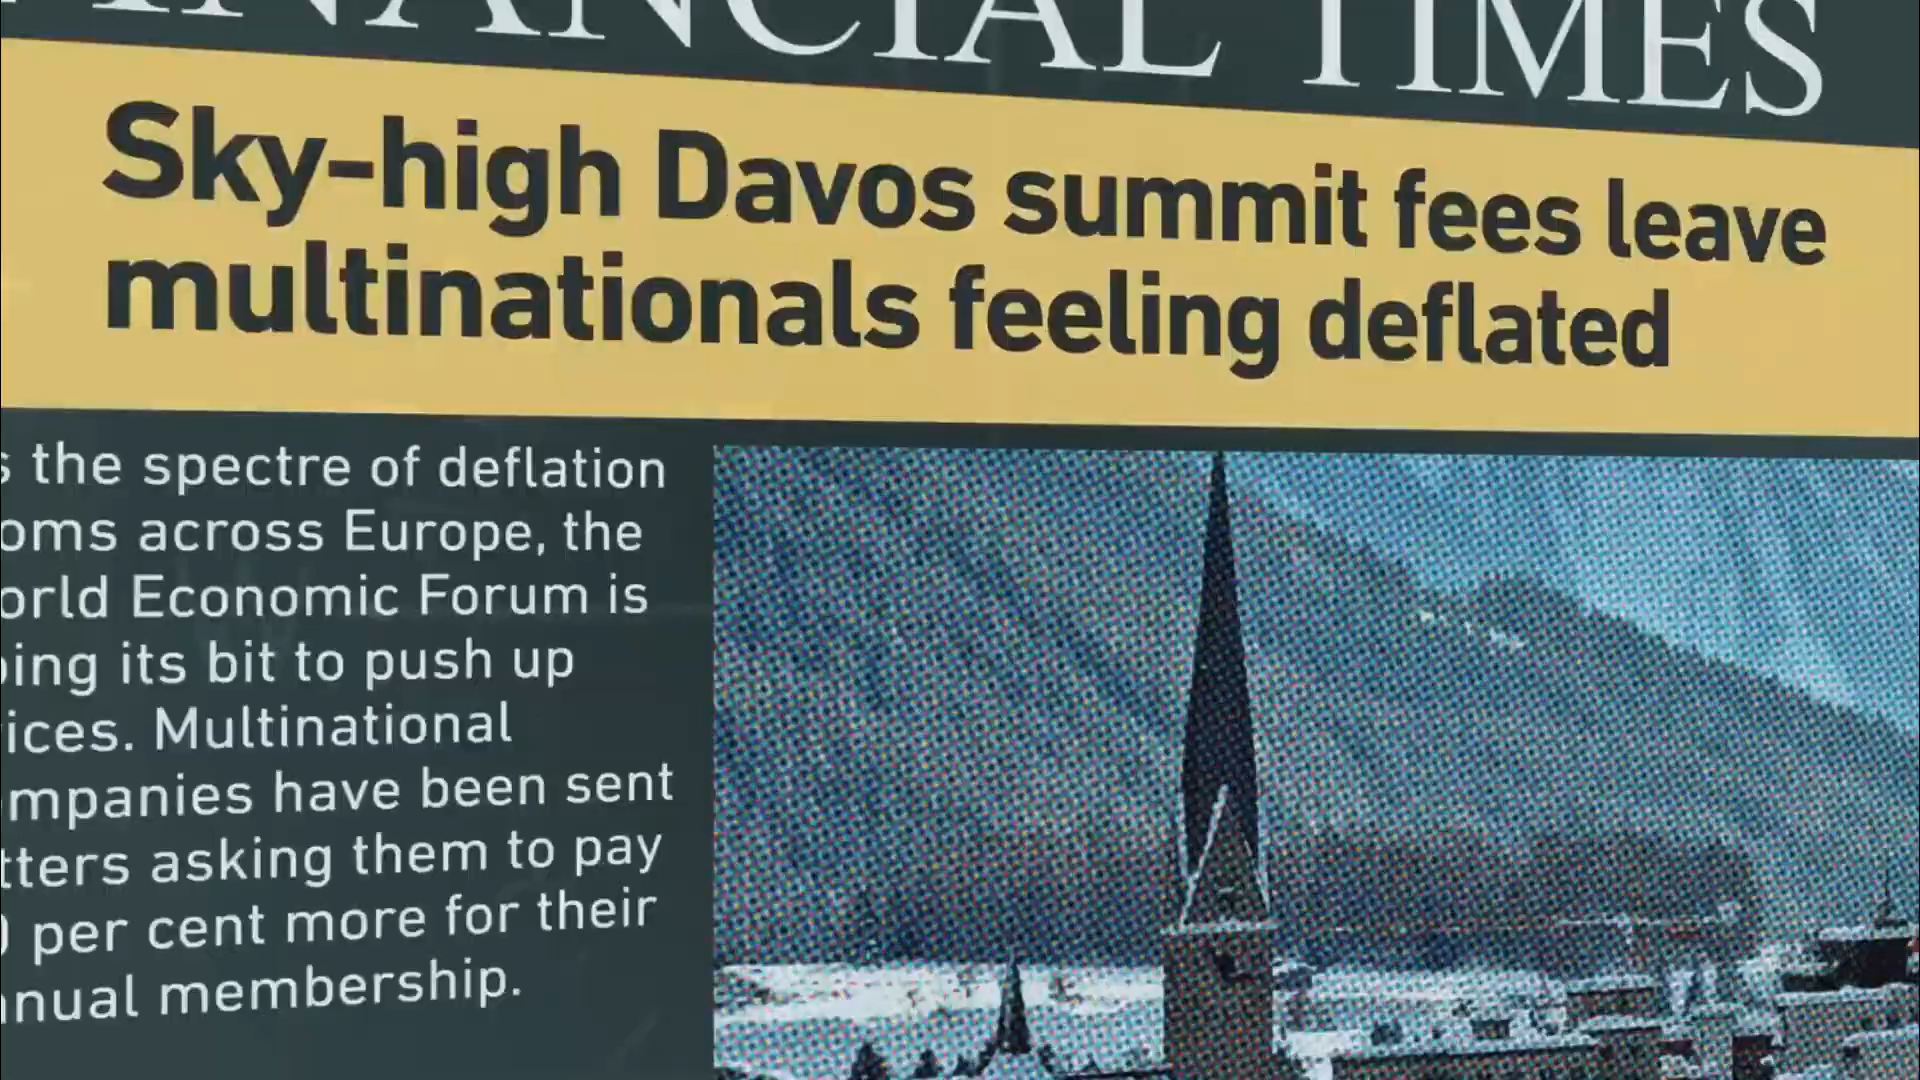 FINANCIAL TIMES
Sky-high Davos summit fees leave
multinationals feeling deflated
the spectre of deflation
across Europe, the
Economic Forum is
its bit to push up
Multinational
have been sent
asking them to pay
per cent more for their
membership.